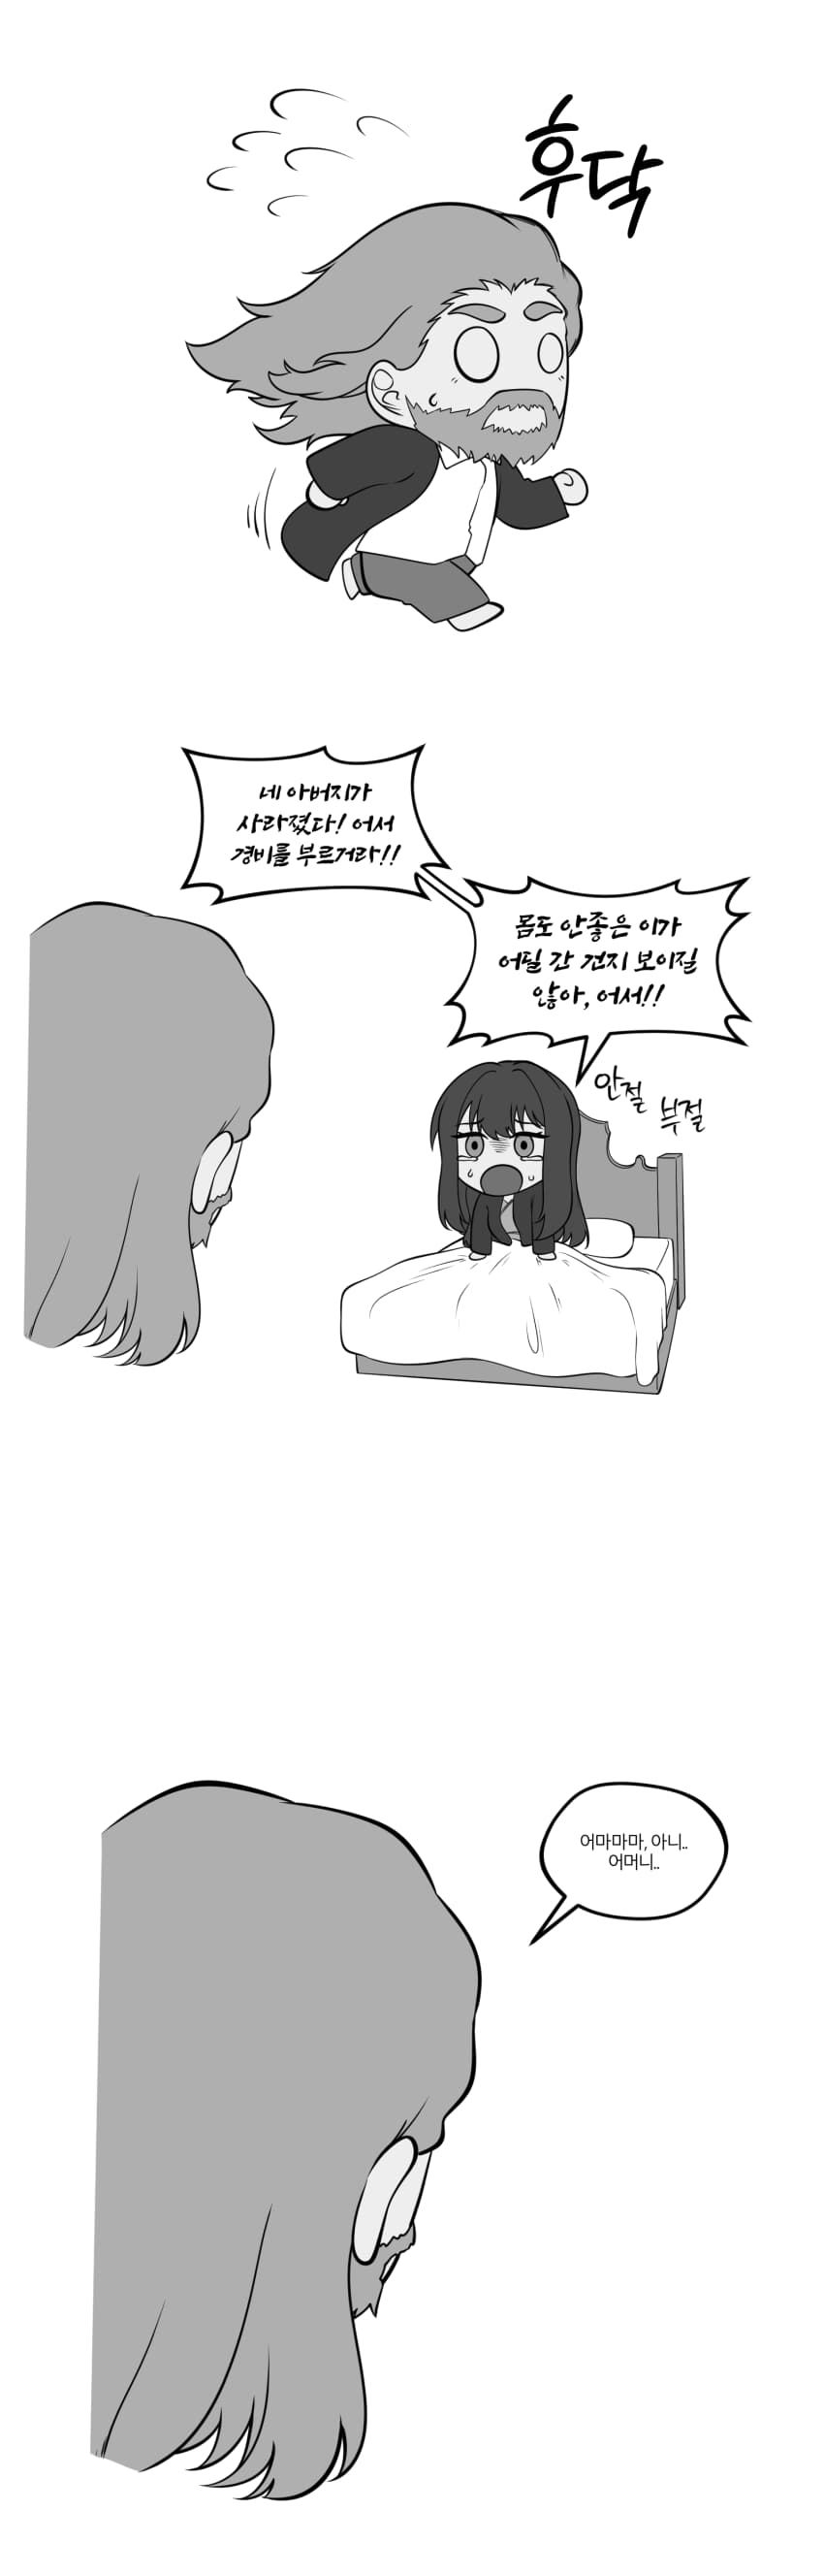 후닥
네 아버지가
사라졌다! 어서
경비를 부르거라!!
몸도 안좋은 이가
어딜 간 건지 보이질
않아, 어서!!
안절
부절
어마마마, 아니..
어머니..